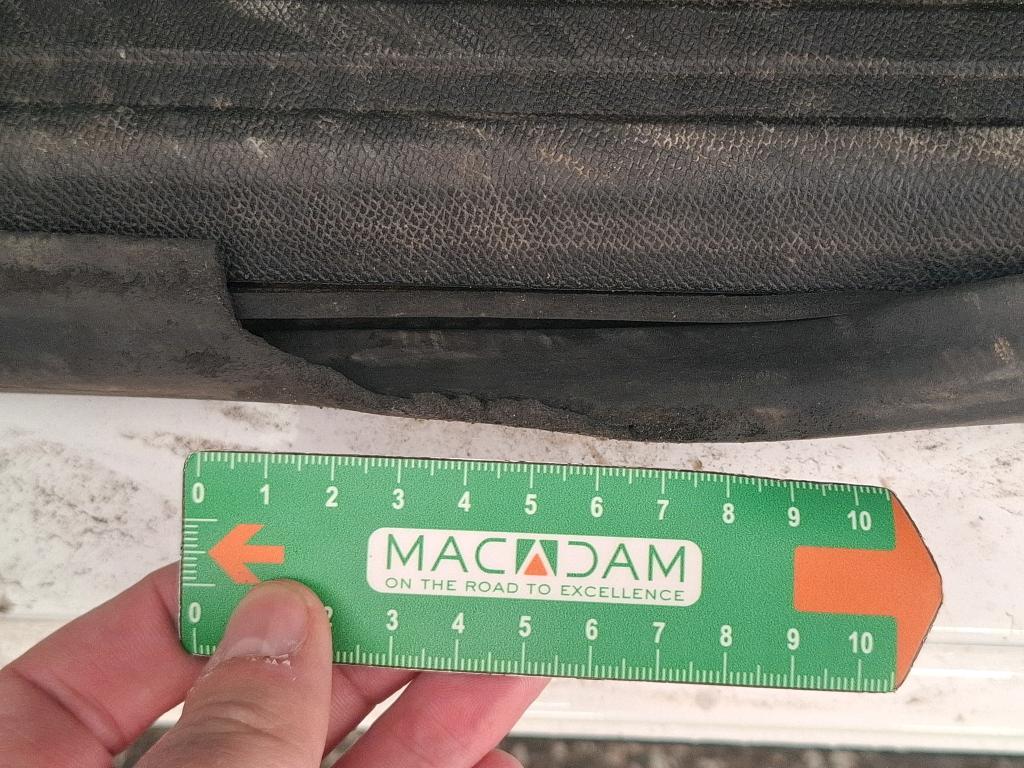 0 1 2 3 4 5 6 7 8 9 10
MACADAM
ON THE ROAD TO EXCELLENCE
0 2 3 4 5 6 7 8 9 10